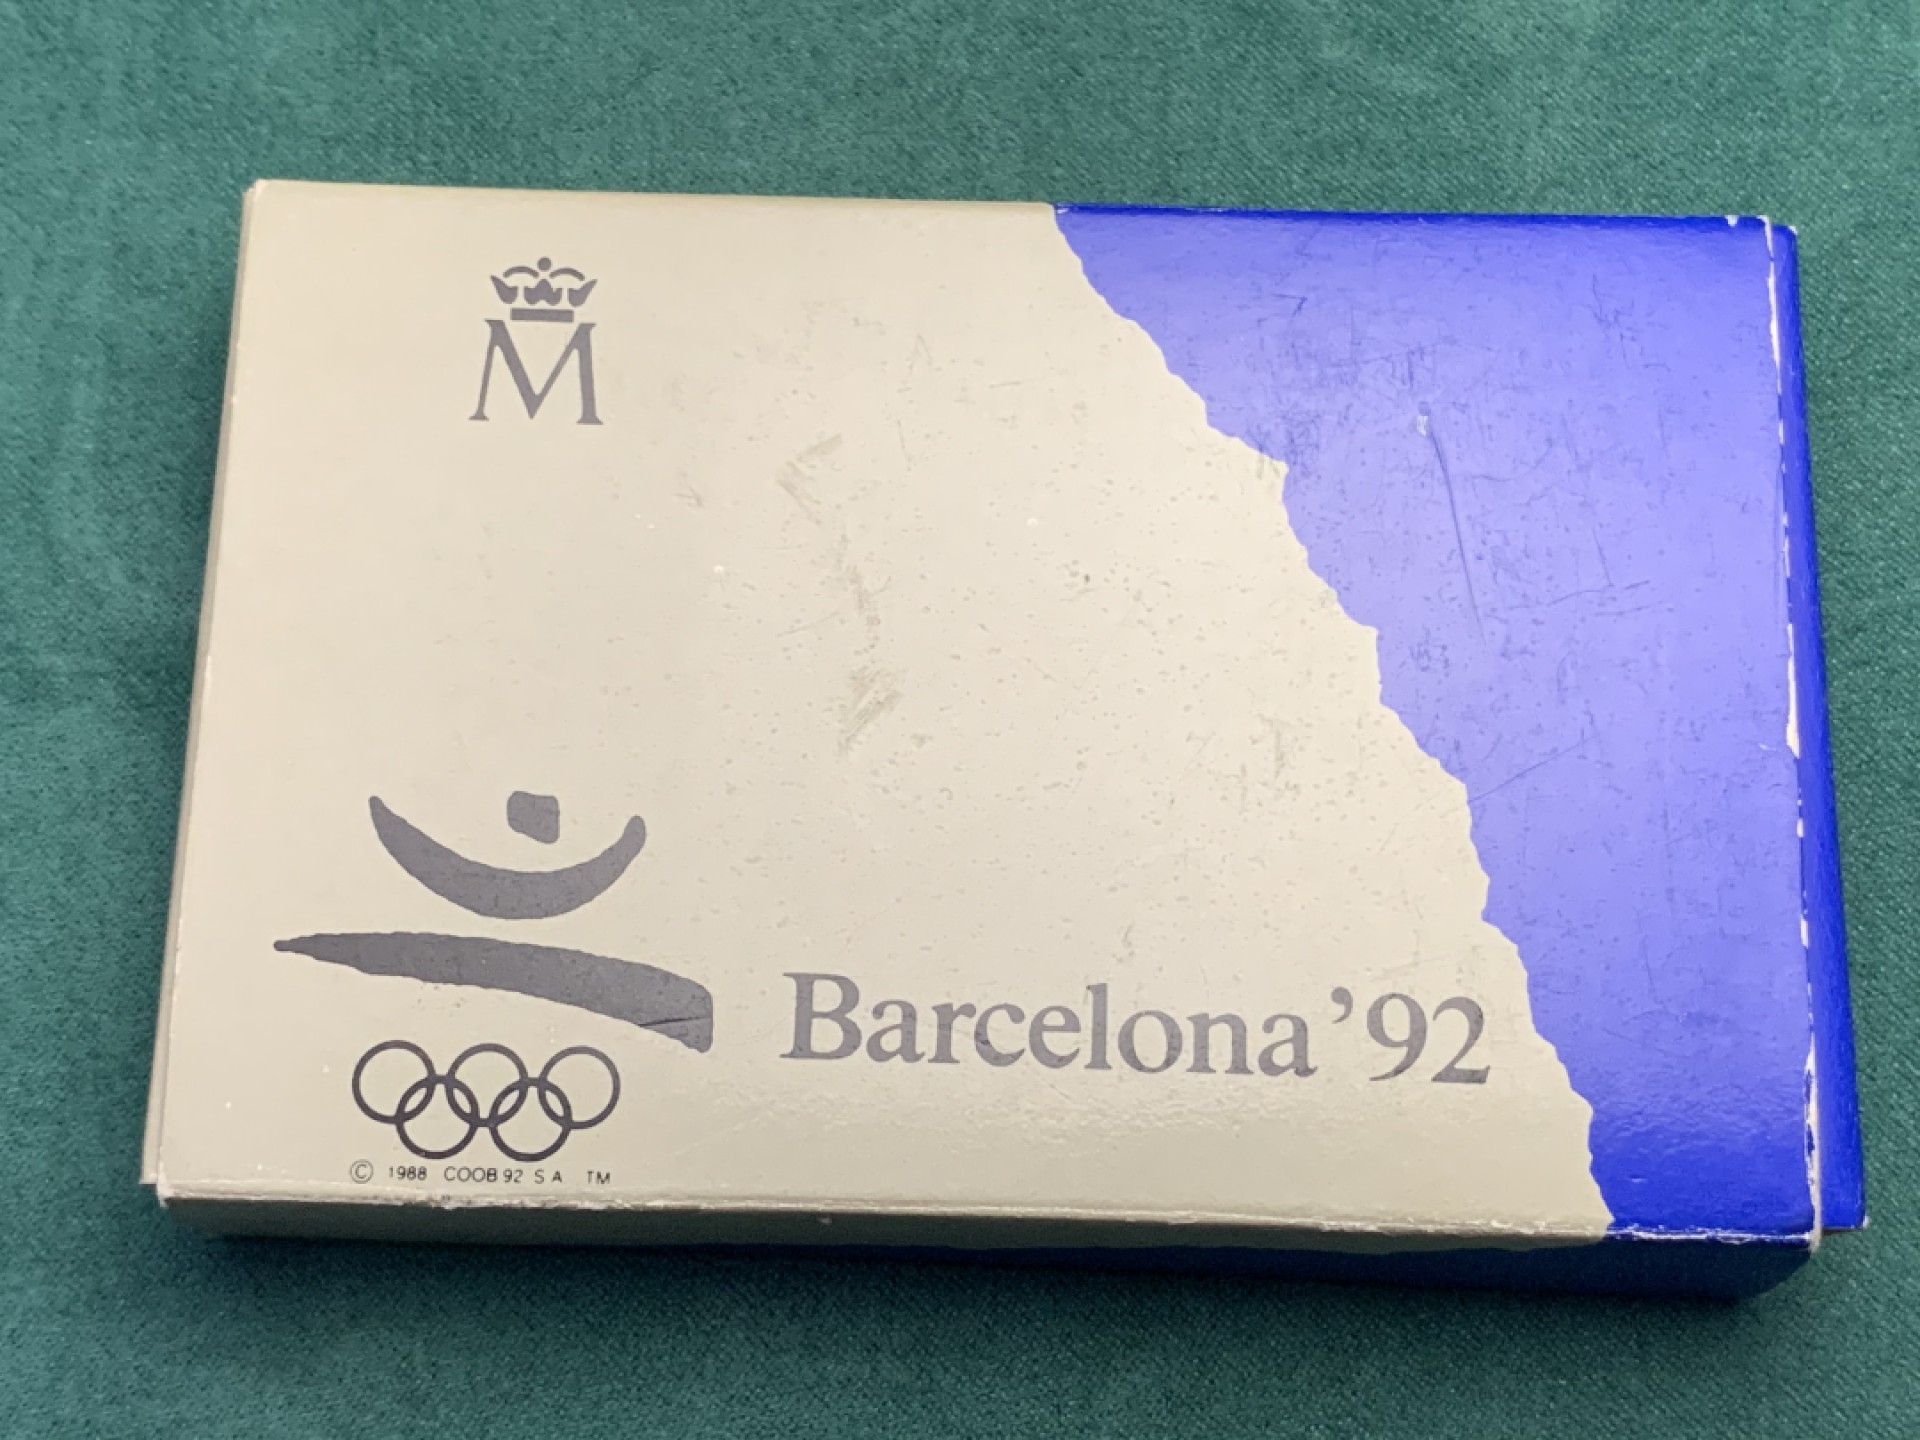 M
Barcelona '92
© 1988 COOB 92 S A TM